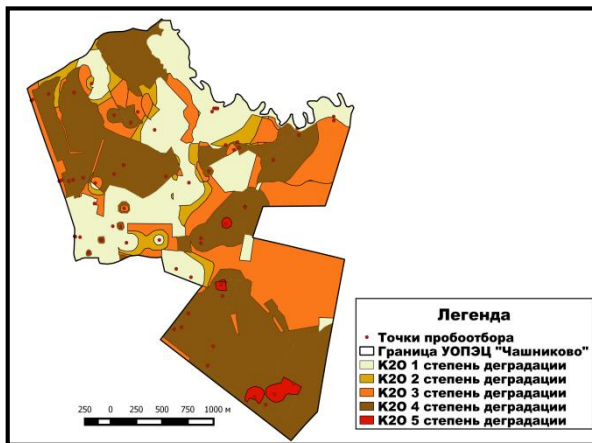 Легенда
Точки пробоотбора
Граница УОПЭЦ "Чашниково"
K2O 1 степень деградации
K2O 2 степень деградации
K2O 3 степень деградации
K2O 4 степень деградации
K2O 5 степень деградации
250 0 250 500 750 1000 м